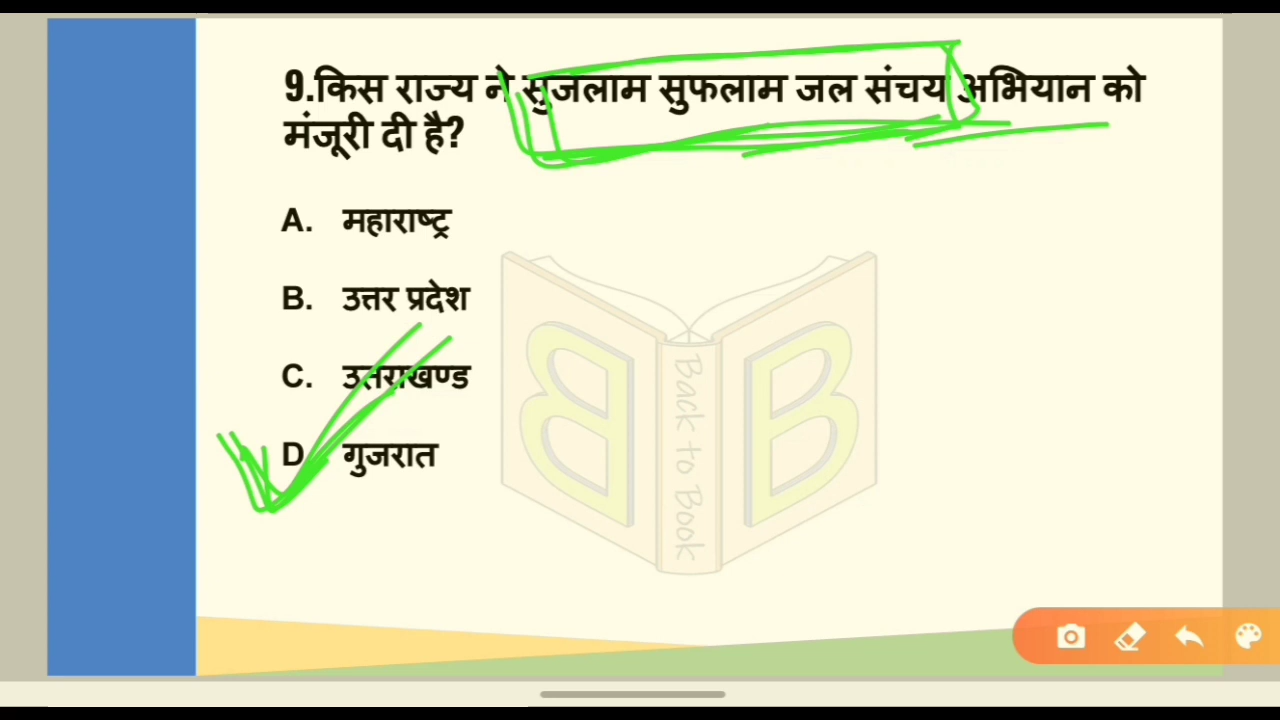 9.किस राज्य ने सुजलाम सुफलाम जल संचय अभियान को
मंजूरी दी है?
A. महाराष्ट्र
B. उत्तर प्रदेश
C. उत्तराखण्ड
D गुजरात
B B
Back to Book